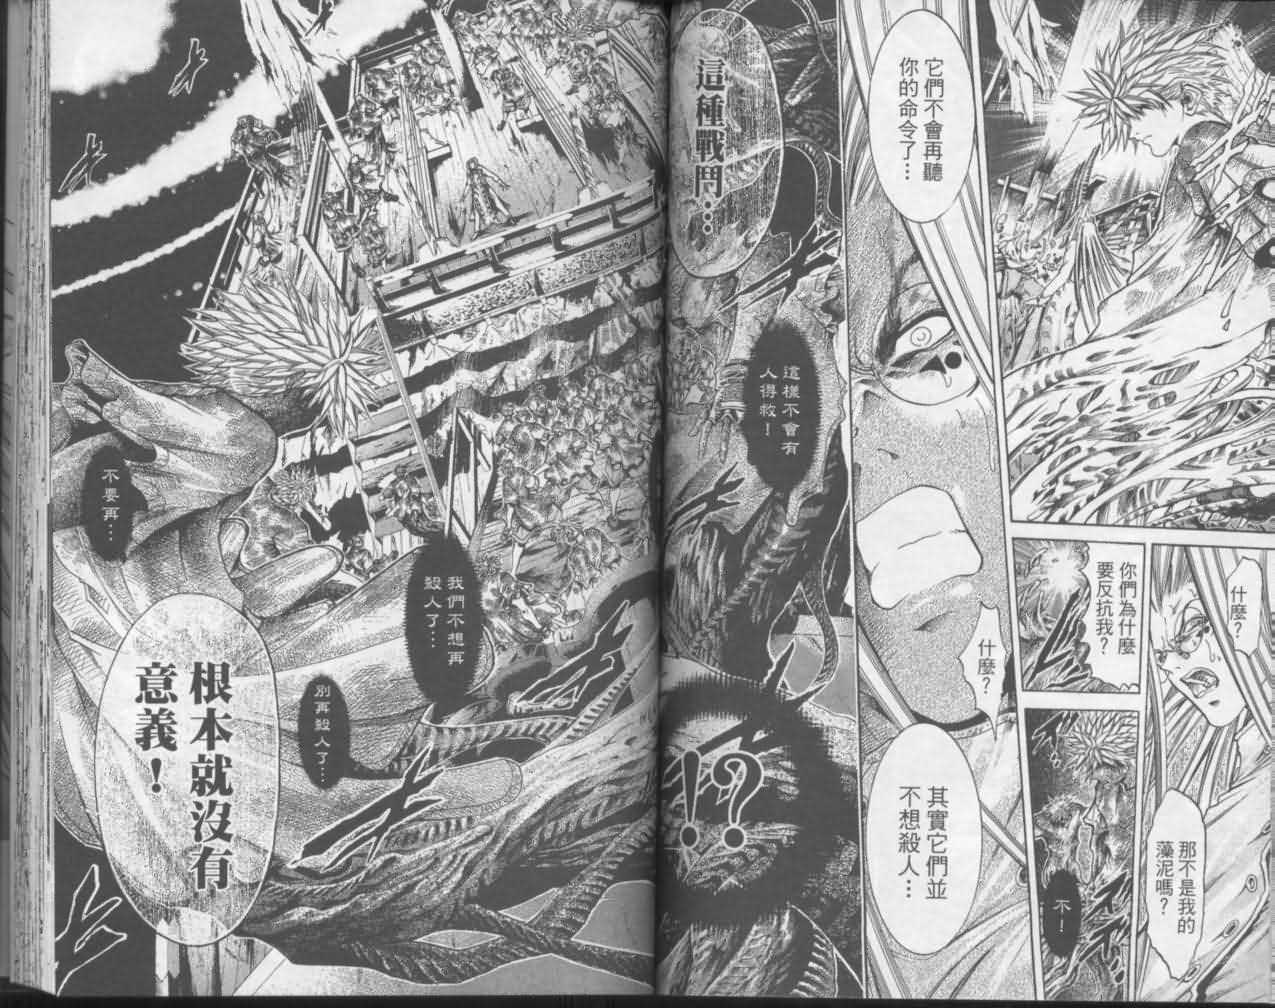 什麼?
那不是我的
藻泥嗎?
你們為什麼
要反抗我?
不!
它們不會再聽
你的命令了…
什麼?
其實它們並
不想殺人…
這種戰鬥…
這樣不會有
人得救!
!?
我們不想再
殺人了…
別再殺人了…
不要再…
根本就沒有
意義!